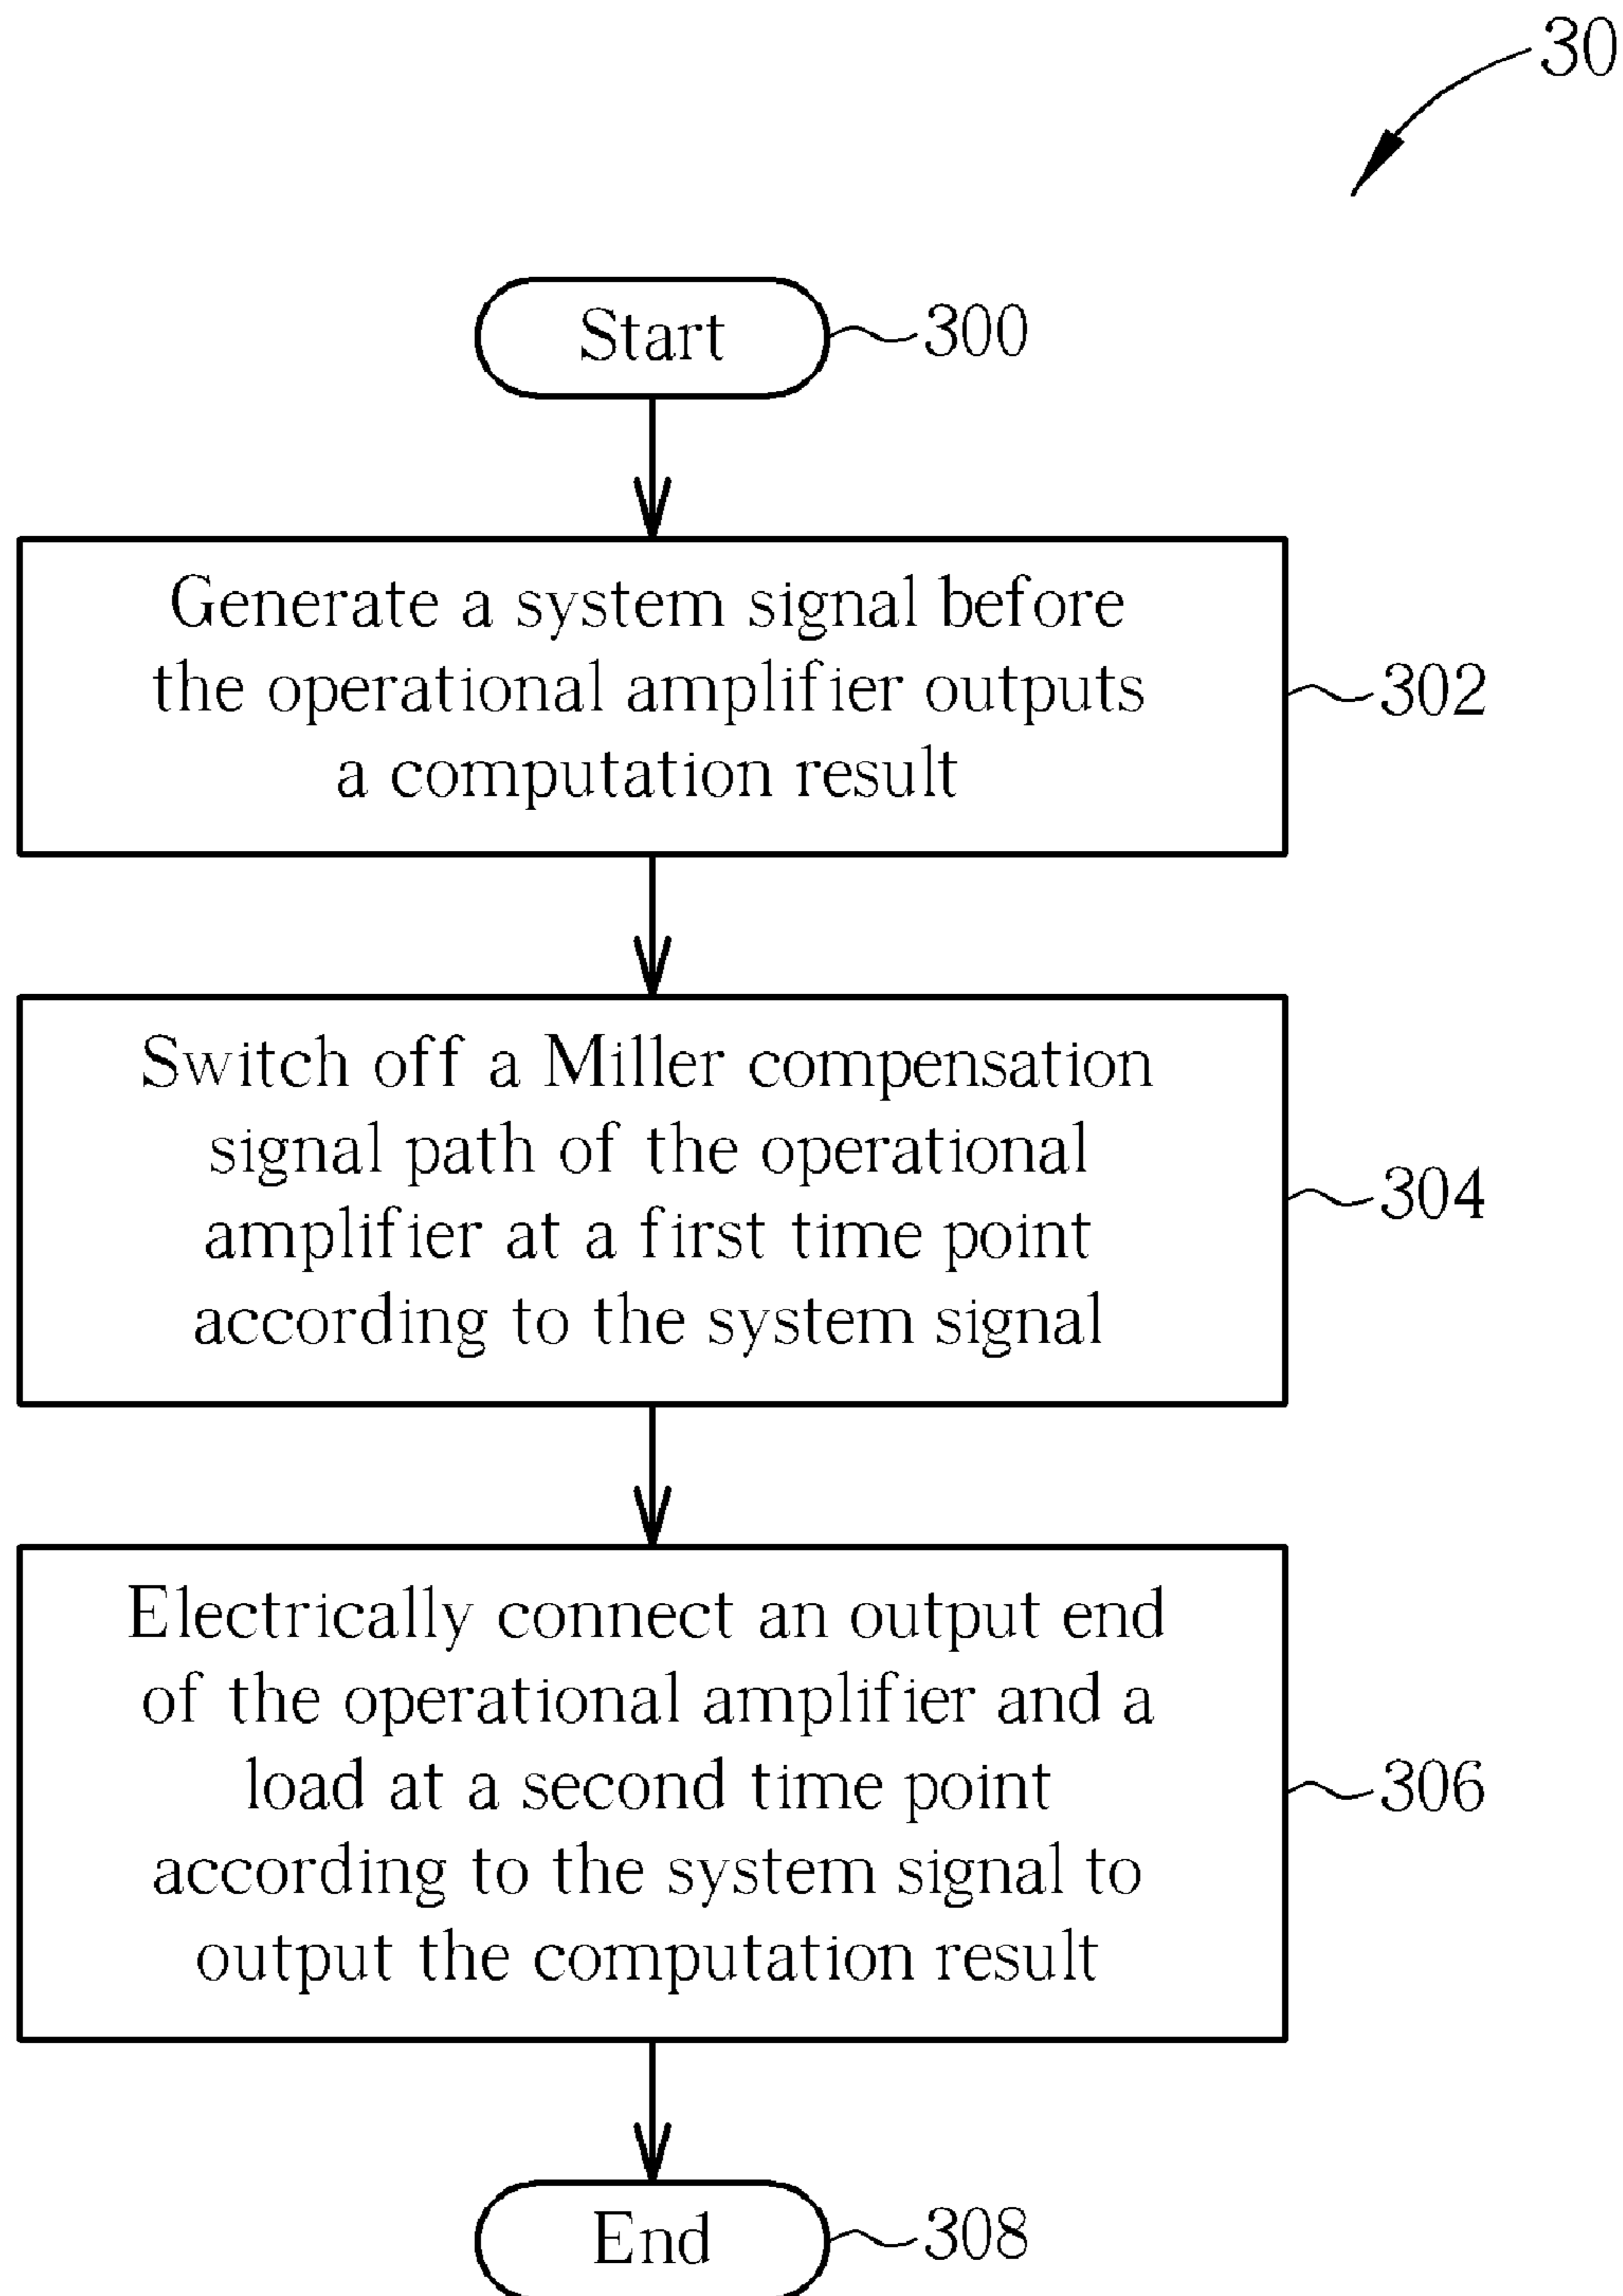 30
Start
300
Generate a system signal before
the operational amplifier outputs
a computation result
302
Switch off a Miller compensation
signal path of the operational
amplifier at a first time point
according to the system signal
304
Electrically connect an output end
of the operational amplifier and a
load at a second time point
according to the system signal to
output the computation result
306
End
308